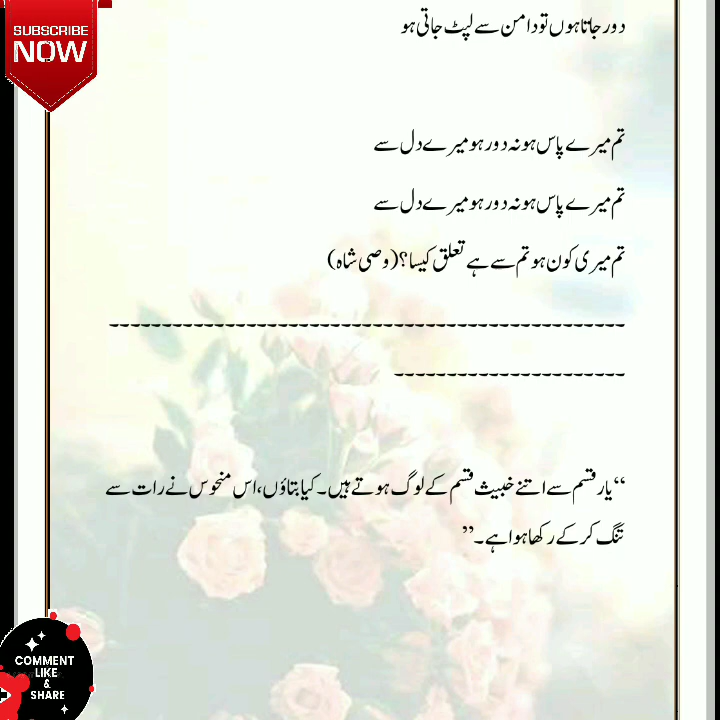 SUBSCRIBE
NOW
دور جاتا ہوں تو دامن سے لپٹ جاتی ہو
تم میرے پاس ہو نہ دور ہو میرے دل سے
تم میرے پاس ہو نہ دور ہو میرے دل سے
تم میری کون ہو تم سے ہے تعلق کیسا؟ (وصی شاہ)
-------------------------------------------------
----------------------
“یار قسم سے اتنے خبیث قسم کے لوگ ہوتے ہیں۔ کیا بتاؤں، اس منحوس نے رات سے
تنگ کر کے رکھا ہوا ہے۔”
COMMENT
LIKE
&
SHARE